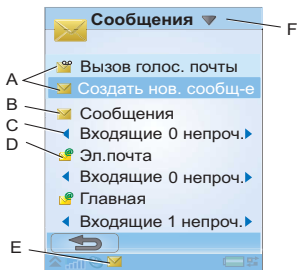 Сообщения
F
A
Вызов голос. почты
Создать нов. сообщ-е
B
Сообщения
C
Входящие 0 непроч.
D
Эл.почта
Входящие 0 непроч.
Главная
Входящие 1 непроч.
E